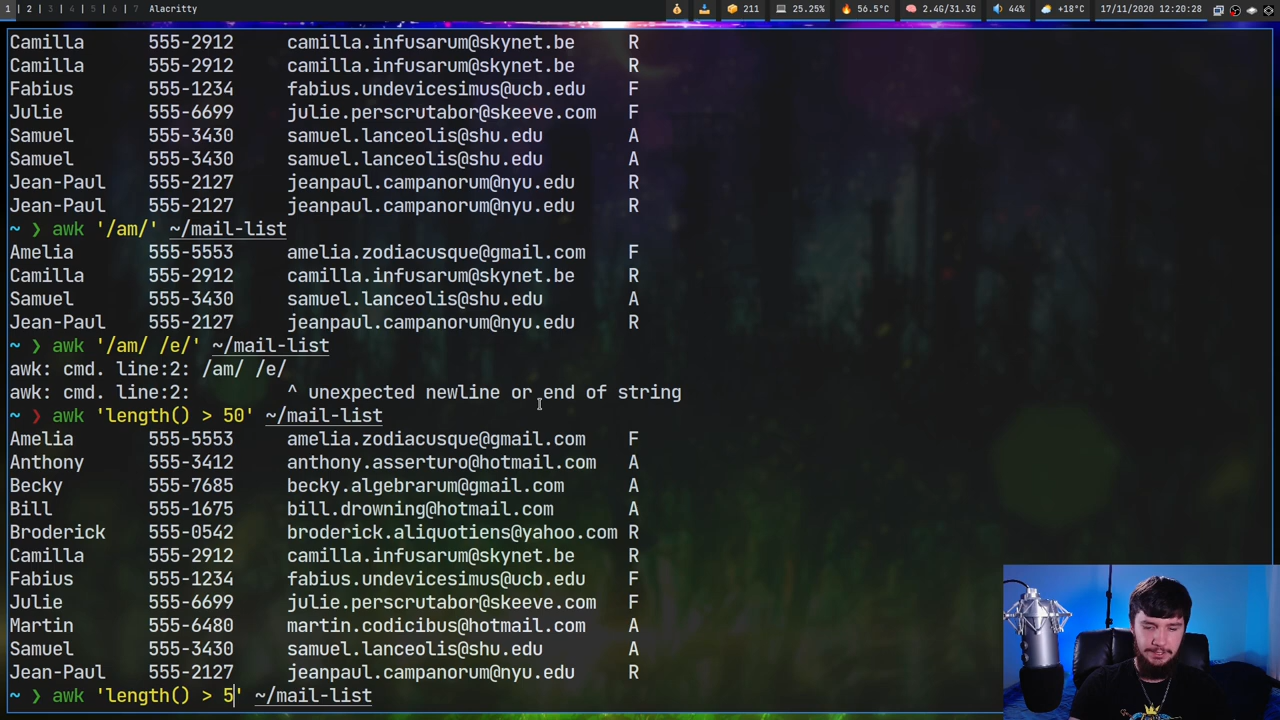 1 | 2 | 3 | 4 | 5 | 6 | 7 Alacritty 211 25.25% 56.5°C 2.4G/31.3G 44% +18°C 17/11/2020 12:20:28
Camilla 555-2912 camilla.infusarum@skynet.be R
Camilla 555-2912 camilla.infusarum@skynet.be R
Fabius 555-1234 fabius.undevicesimus@ucb.edu F
Julie 555-6699 julie.perscrutabor@skeeve.com F
Samuel 555-3430 samuel.lanceolis@shu.edu A
Samuel 555-3430 samuel.lanceolis@shu.edu A
Jean-Paul 555-2127 jeanpaul.campanorum@nyu.edu R
Jean-Paul 555-2127 jeanpaul.campanorum@nyu.edu R
~ ❯ awk '/am/' ~/mail-list
Amelia 555-5553 amelia.zodiacusque@gmail.com F
Camilla 555-2912 camilla.infusarum@skynet.be R
Samuel 555-3430 samuel.lanceolis@shu.edu A
Jean-Paul 555-2127 jeanpaul.campanorum@nyu.edu R
~ ❯ awk '/am/ /e/' ~/mail-list
awk: cmd. line:2: /am/ /e/
awk: cmd. line:2: ^ unexpected newline or end of string
~ ❯ awk 'length() > 50' ~/mail-list
Amelia 555-5553 amelia.zodiacusque@gmail.com F
Anthony 555-3412 anthony.asserturo@hotmail.com A
Becky 555-7685 becky.algebrarum@gmail.com A
Bill 555-1675 bill.drowning@hotmail.com A
Broderick 555-0542 broderick.aliquotiens@yahoo.com R
Camilla 555-2912 camilla.infusarum@skynet.be R
Fabius 555-1234 fabius.undevicesimus@ucb.edu F
Julie 555-6699 julie.perscrutabor@skeeve.com F
Martin 555-6480 martin.codicibus@hotmail.com A
Samuel 555-3430 samuel.lanceolis@shu.edu A
Jean-Paul 555-2127 jeanpaul.campanorum@nyu.edu R
~ ❯ awk 'length() > 5' ~/mail-list